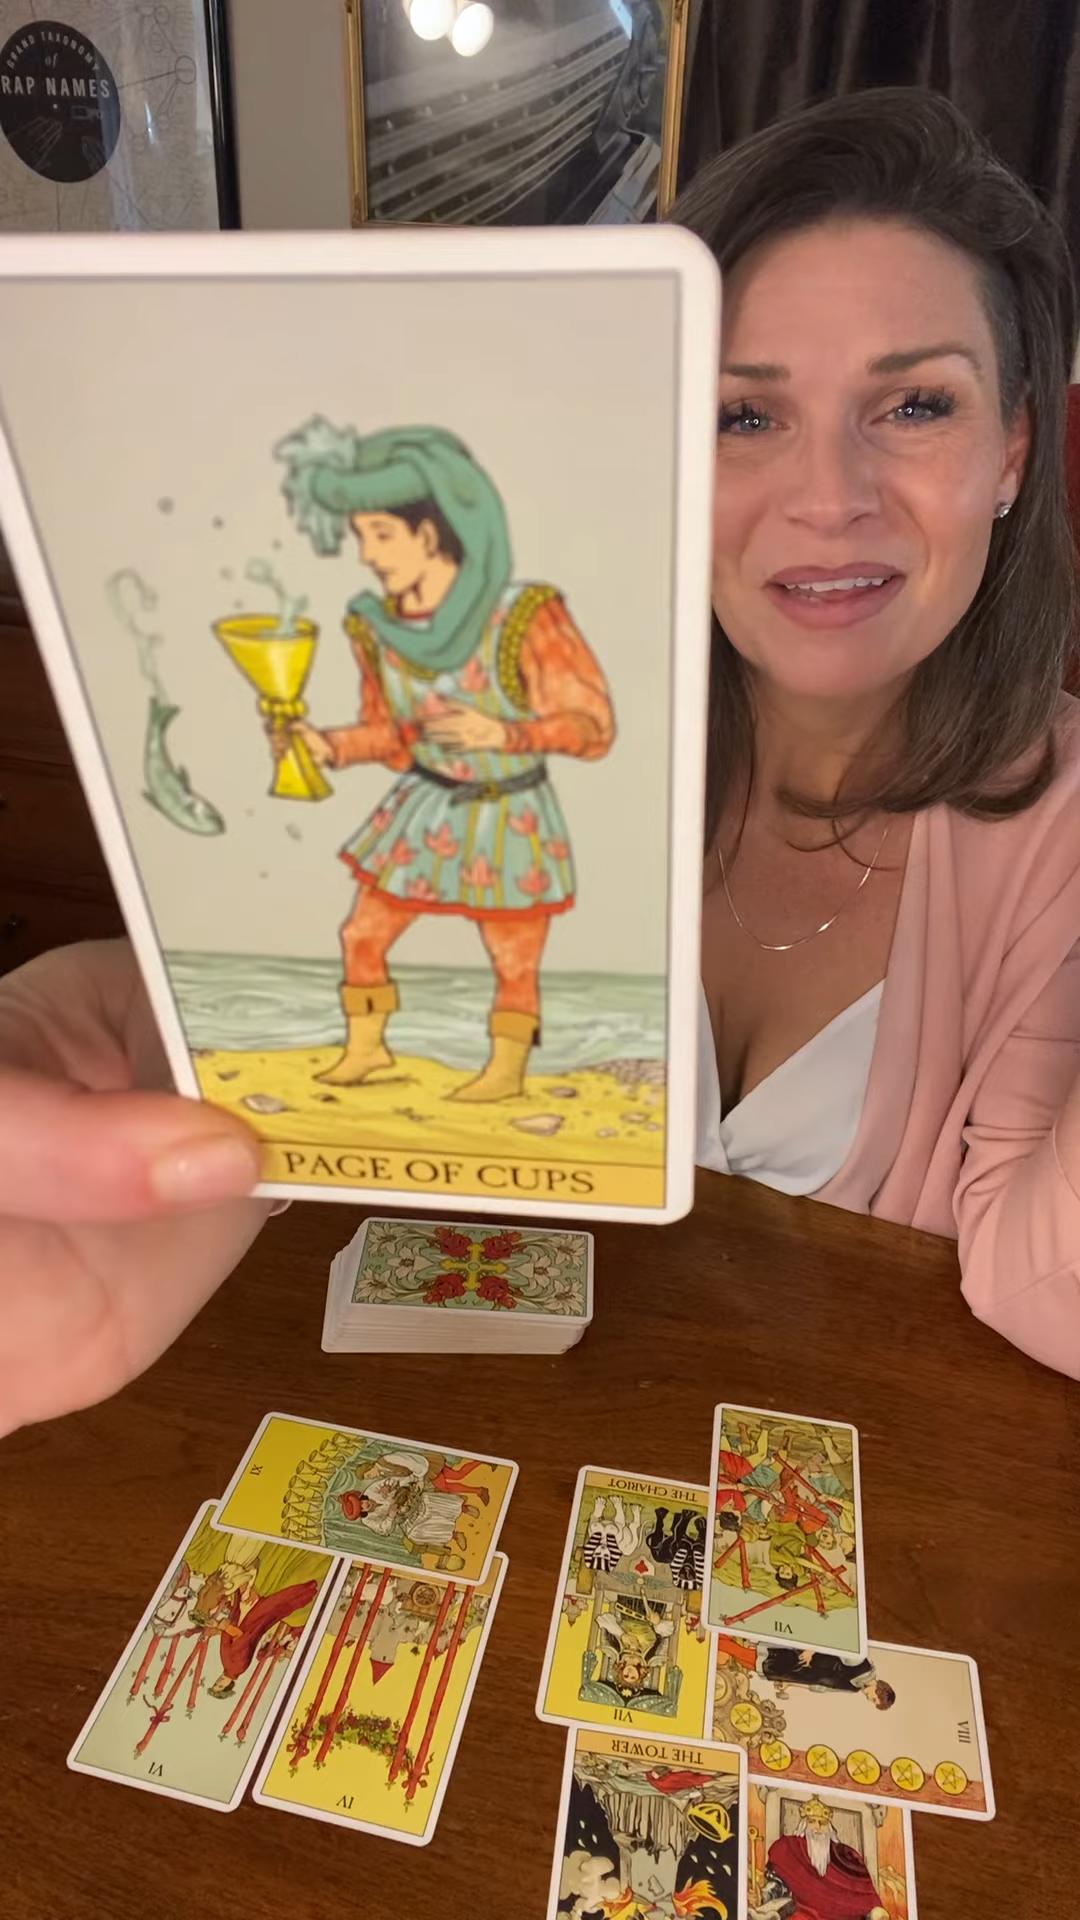 GRAND TAXONOMY
of
RAP NAMES
PAGE OF CUPS
IX
THE CHARIOT
VII
VII
VI
IV
VIII
THE TOWER